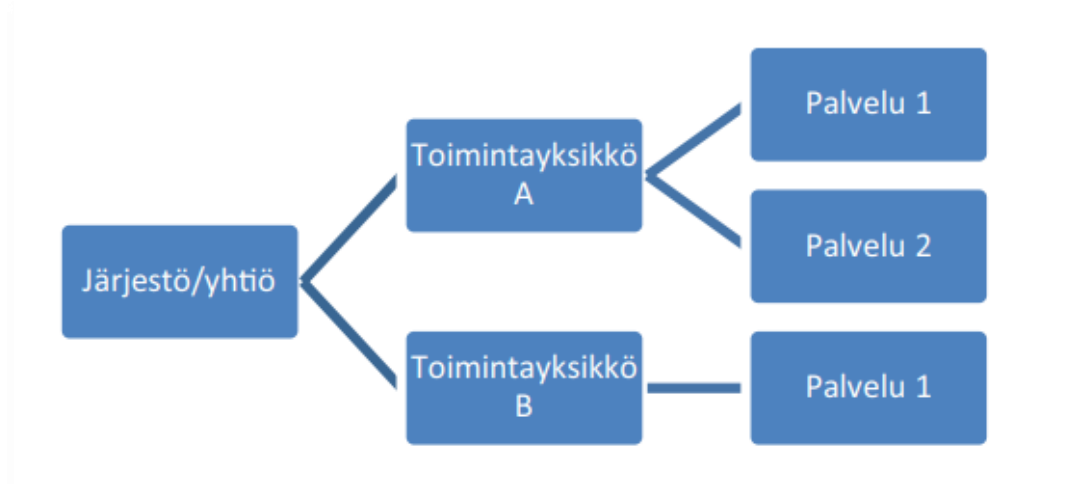 Järjestö/yhtiö
Toimintayksikkö
A
Toimintayksikkö
B
Palvelu 1
Palvelu 2
Palvelu 1